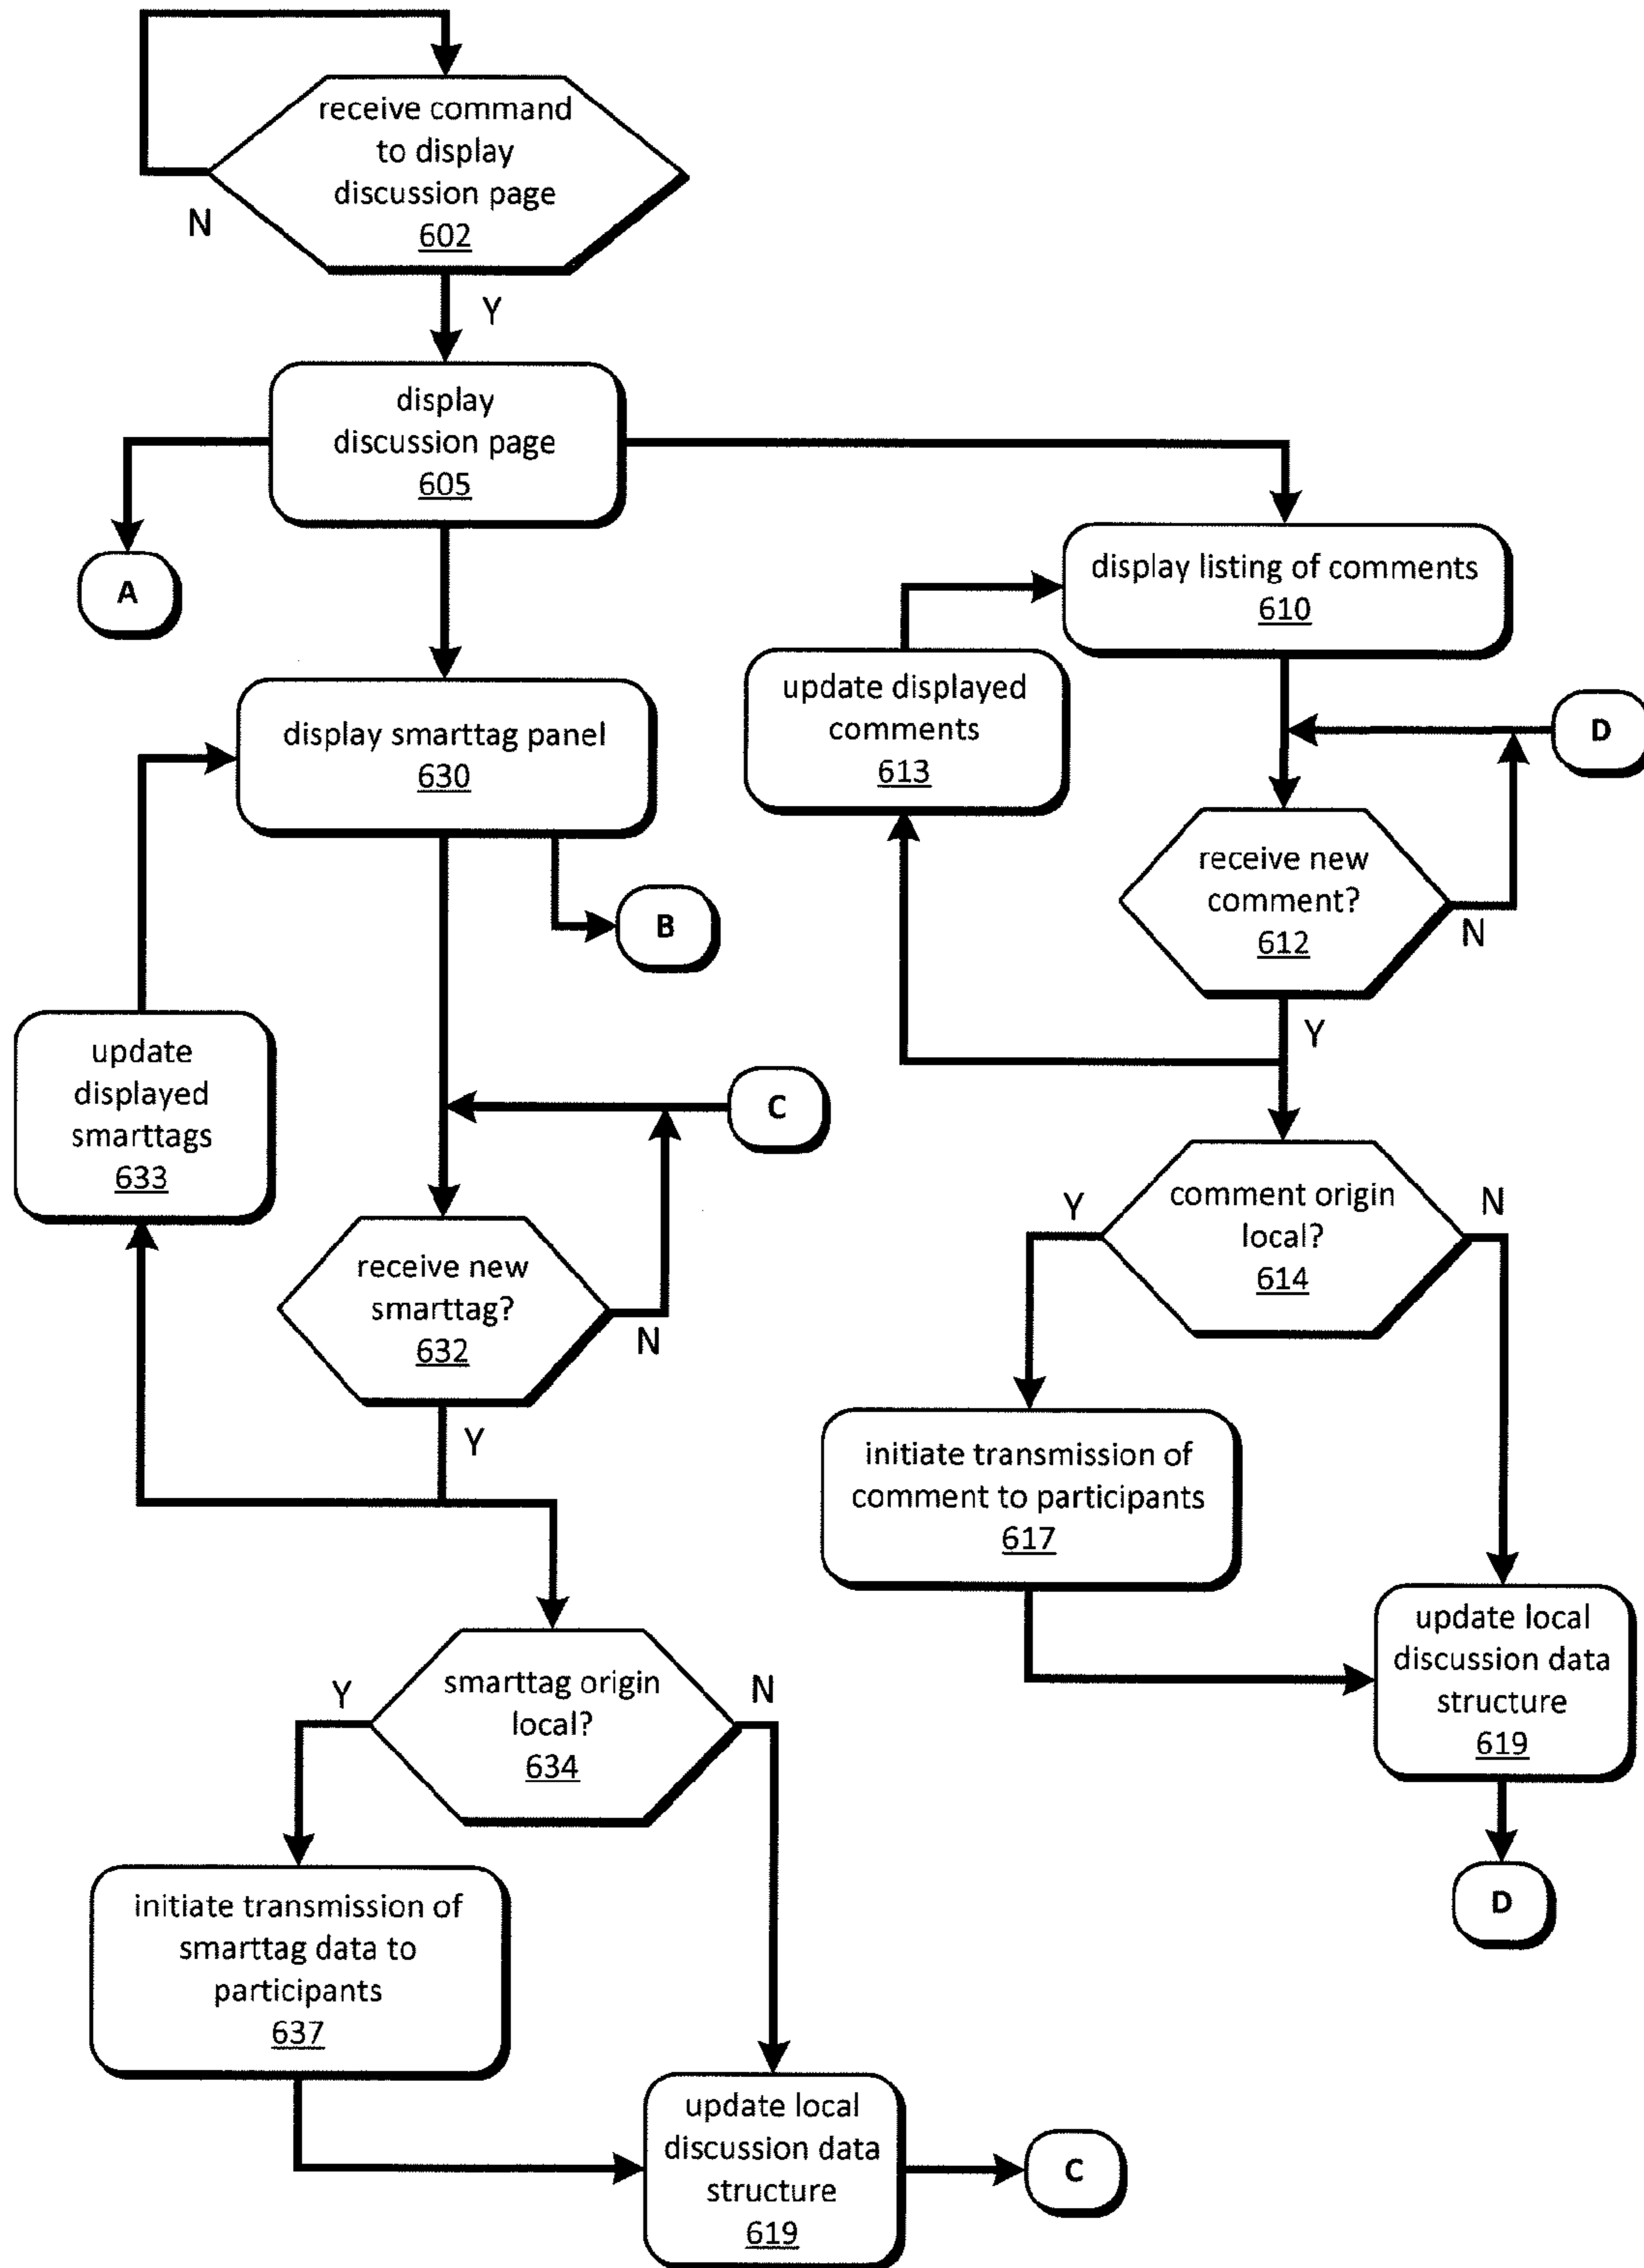 receive command
to display
discussion page
602
N
Y
display
discussion page
605
A
display listing of comments
610
update displayed
comments
613
D
display smarttag panel
630
receive new
comment?
612
N
B
Y
update
displayed
smarttags
633
C
comment origin
local?
614
Y
N
receive new
smarttag?
632
N
Y
initiate transmission of
comment to participants
617
update local
discussion data
structure
619
D
smarttag origin
local?
634
Y
N
initiate transmission of
smarttag data to
participants
637
update local
discussion data
structure
619
C